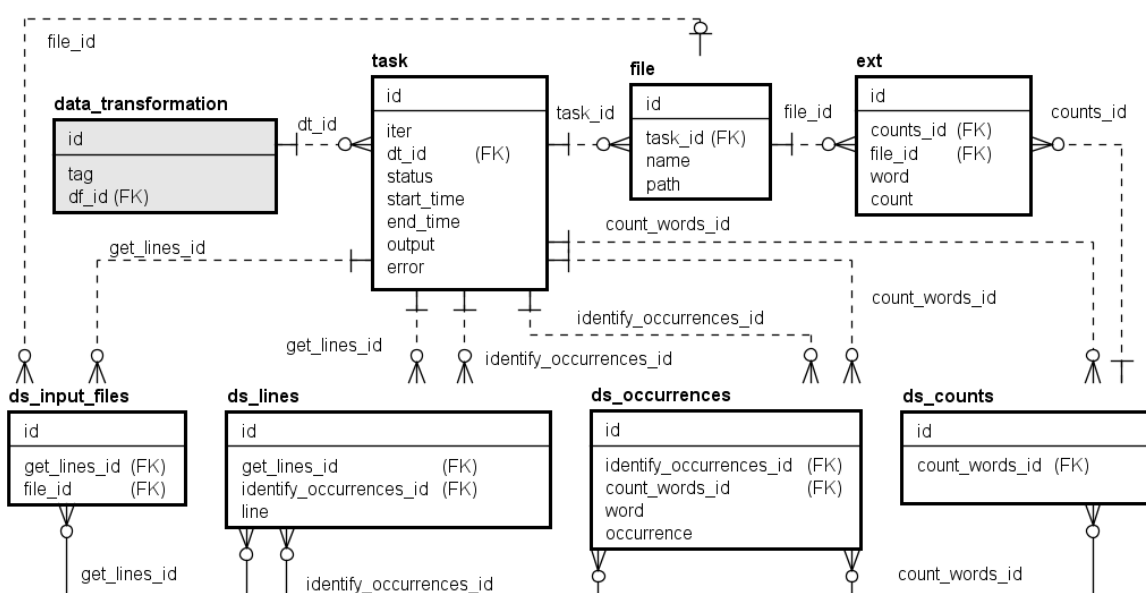 file_id
task
file
ext
data_transformation
id
id
id
id
dt_id
task_id
file_id
counts_id
iter
dt_id (FK)
status
start_time
end_time
output
error
task_id (FK)
name
path
counts_id (FK)
file_id (FK)
word
count
tag
df_id (FK)
get_lines_id
count_words_id
count_words_id
identify_occurrences_id
get_lines_id
identify_occurrences_id
ds_input_files
ds_lines
ds_occurrences
ds_counts
id
get_lines_id (FK)
file_id (FK)
id
get_lines_id (FK)
identify_occurrences_id (FK)
line
id
identify_occurrences_id (FK)
count_words_id (FK)
word
occurrence
id
count_words_id (FK)
get_lines_id
identify_occurrences_id
count_words_id